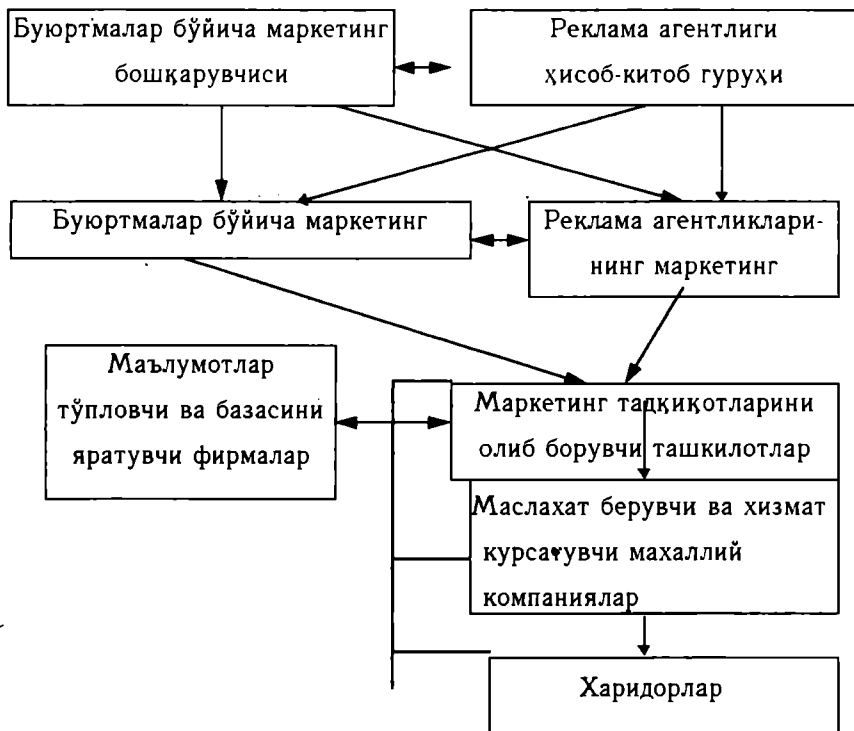 Буюртмалар бўйича маркетинг
бошқарувчиси
Реклама агентлиги
ҳисоб-китоб гуруҳи
Буюртмалар бўйича маркетинг
Реклама агентликлари-
нинг маркетинг
Маълумотлар
тўпловчи ва базасини
яратувчи фирмалар
Маркетинг тадқиқотларини
олиб борувчи ташкилотлар
Маслахат берувчи ва хизмат
курсатувчи махаллий
компаниялар
Харидорлар